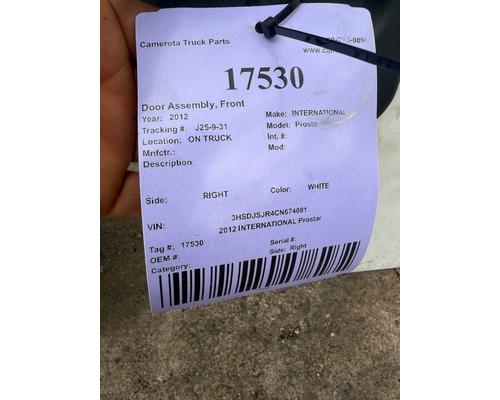 Camerota Truck Parts
www.
17530
Door Assembly, Front
Year: 2012 Make: INTERNATIONAL
Tracking #: J25-9-31 Model: Prostar
Location: ON TRUCK Int. #:
Mnfctr.: Mod:
Description:
Side: RIGHT Color: WHITE
VIN: 3HSDJSJR4CN674081
2012 INTERNATIONAL Prostar
Tag #: 17530 Serial #:
OEM #: Side: Right
Category: